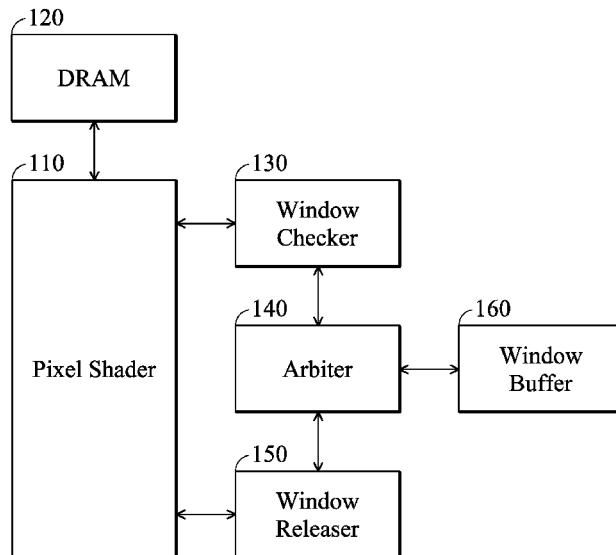 120
DRAM
110
Pixel Shader
130
Window
Checker
140
Arbiter
160
Window
Buffer
150
Window
Releaser